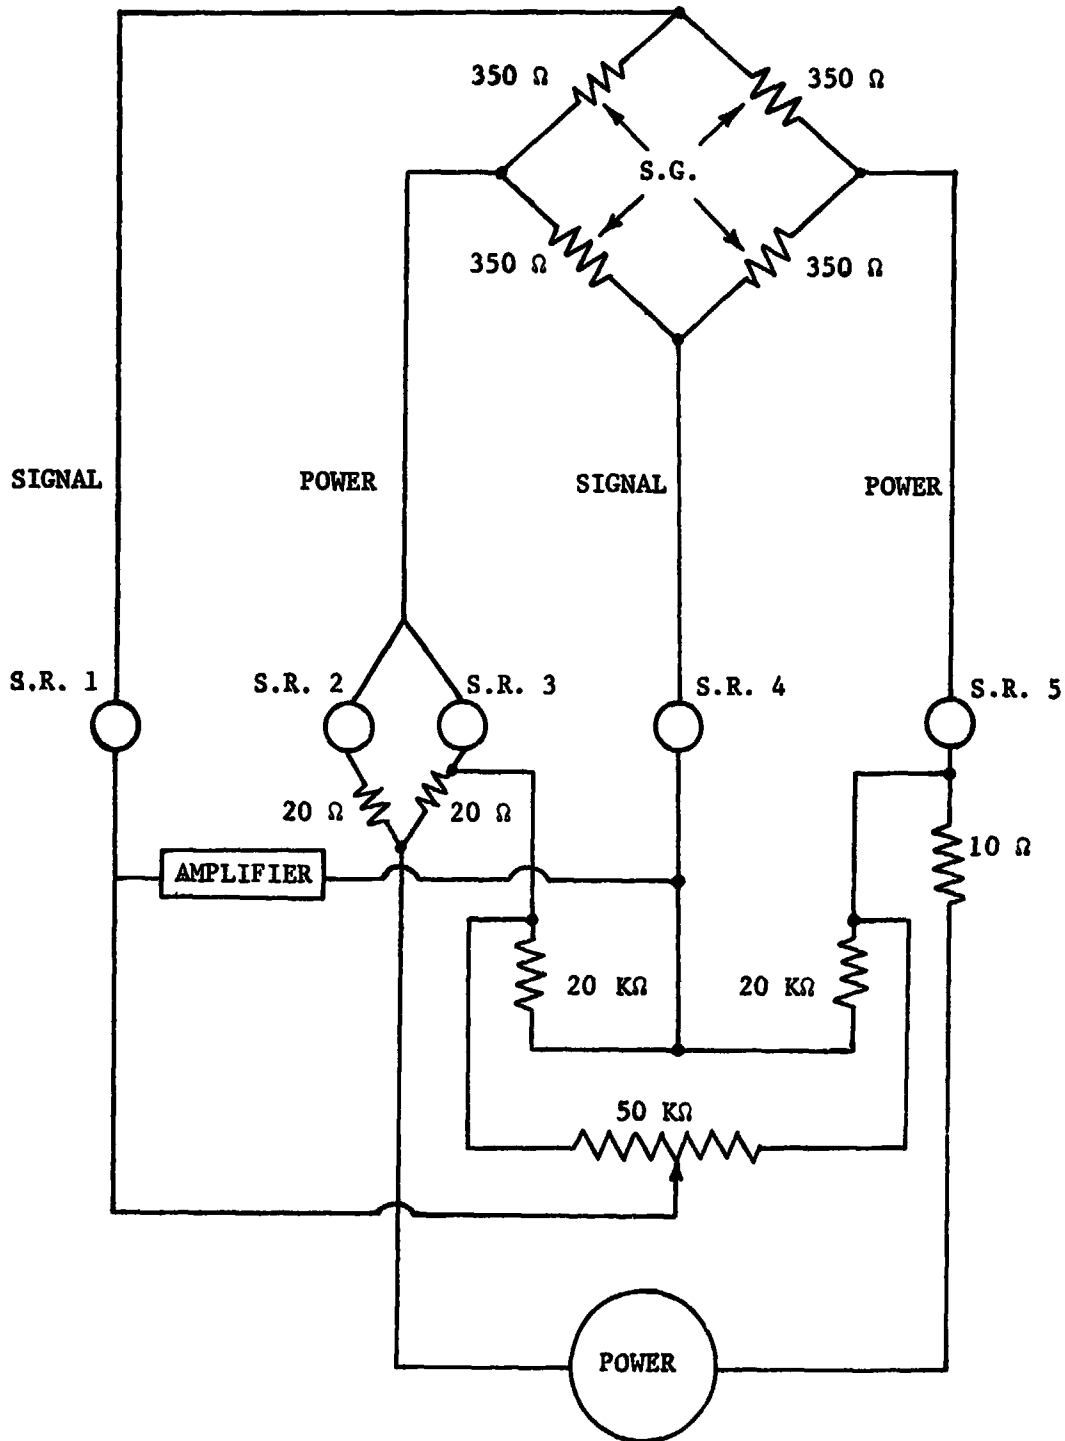 350 Ω
350 Ω
S.G.
350 Ω
350 Ω
SIGNAL
POWER
SIGNAL
POWER
S.R. 1
S.R. 2
S.R. 3
S.R. 4
S.R. 5
20 Ω
20 Ω
10 Ω
AMPLIFIER
20 KΩ
20 KΩ
50 KΩ
POWER